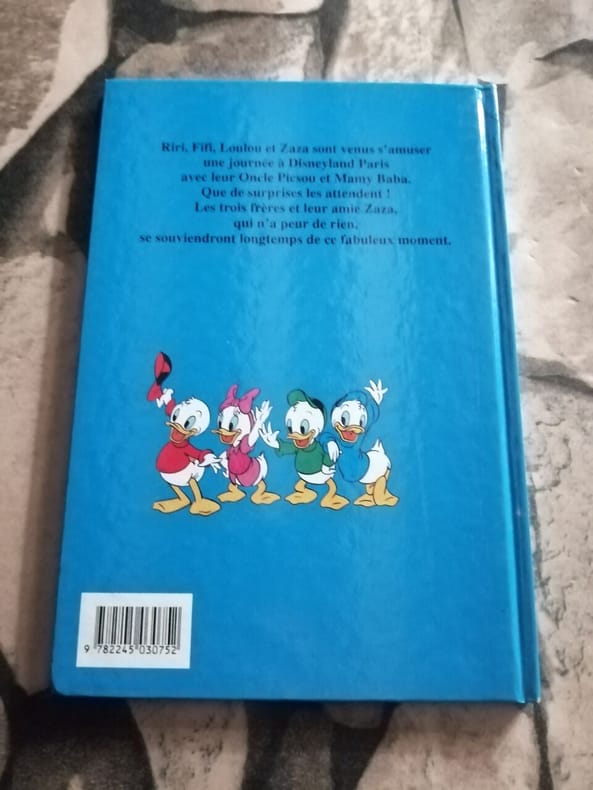 Riri, Fifi, Loulou et Zaza sont venus s'amuser
une journée à Disneyland Paris
avec leur Oncle Picsou et Mamy Baba.
Que de surprises les attendent !
Les trois frères et leur amie Zaza,
qui n'a peur de rien,
se souviendront longtemps de ce fabuleux moment.
9 782245 030752